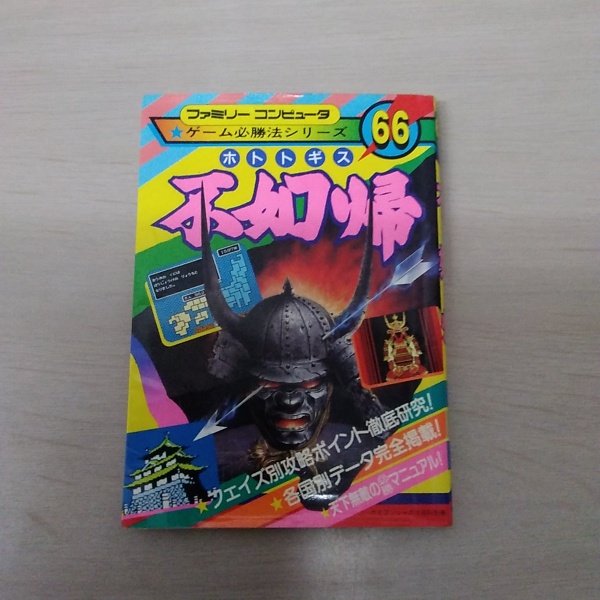 ファミリー コンピュータ
★ゲーム必勝法シリーズ
66
ホトトギス
不如帰
★ウェイズ別攻略ポイント徹底研究!
★各国別データ完全掲載!
★天下無敵の㊙マニュアル!